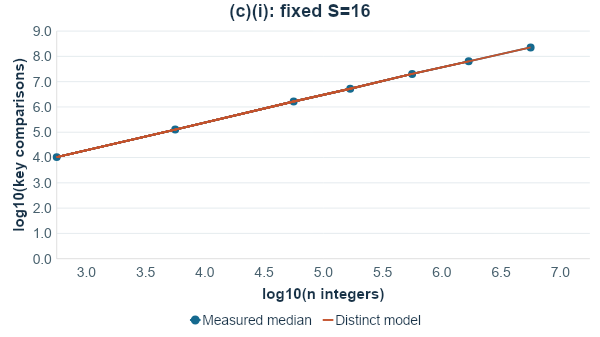 (c)(i): fixed S=16
9.0
8.0
7.0
6.0
5.0
4.0
3.0
2.0
1.0
0.0
log10(key comparisons)
3.0 3.5 4.0 4.5 5.0 5.5 6.0 6.5 7.0
log10(n integers)
Measured median Distinct model